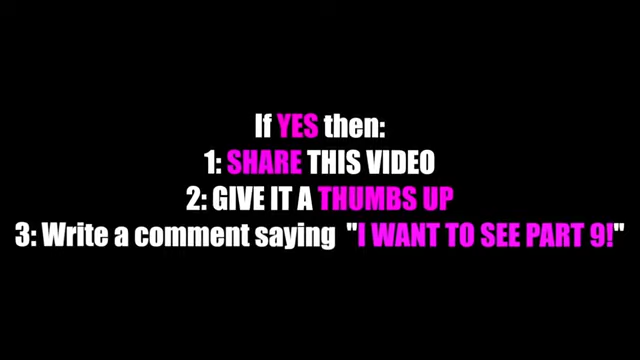 If YES then:
1: SHARE THIS VIDEO
2: GIVE IT A THUMBS UP
3: Write a comment saying "I WANT TO SEE PART 9!"